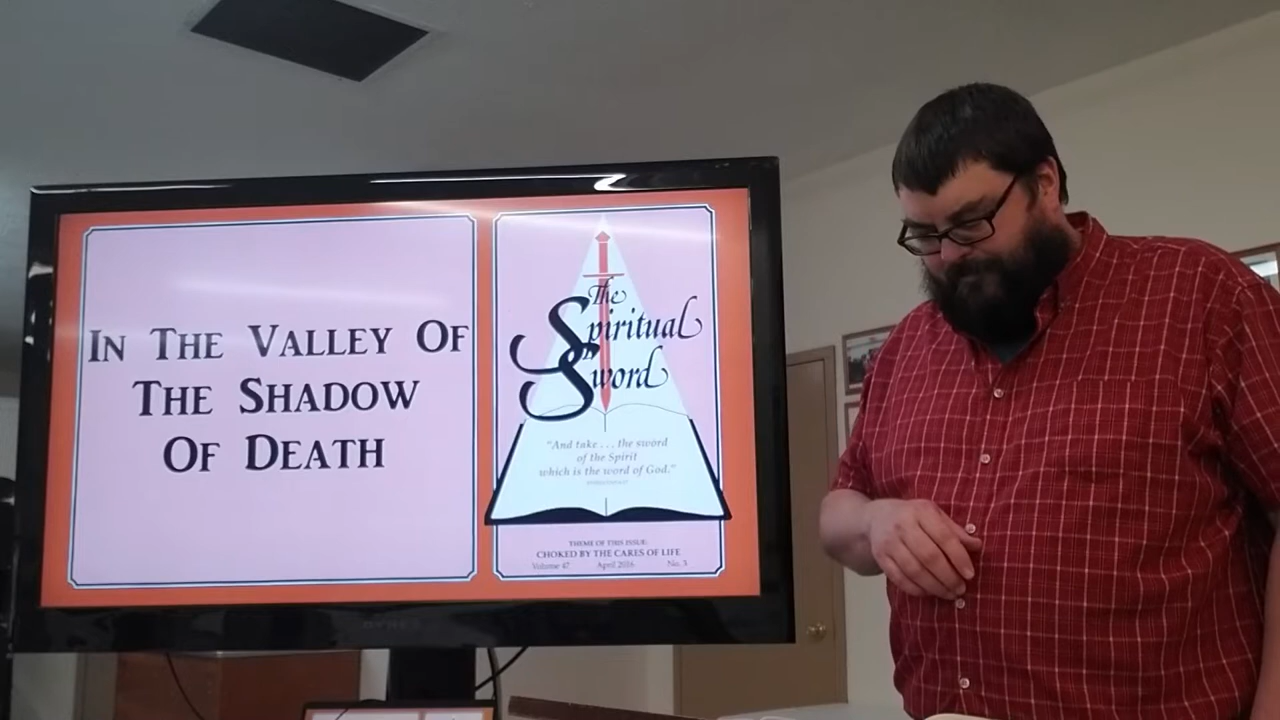 In The Valley Of
The Shadow
Of Death
The
Spiritual
Sword
"And take . . . the sword
of the Spirit
which is the word of God."
THEME OF THIS ISSUE:
CHOKED BY THE CARES OF LIFE
Volume 47 April 2016 No. 3